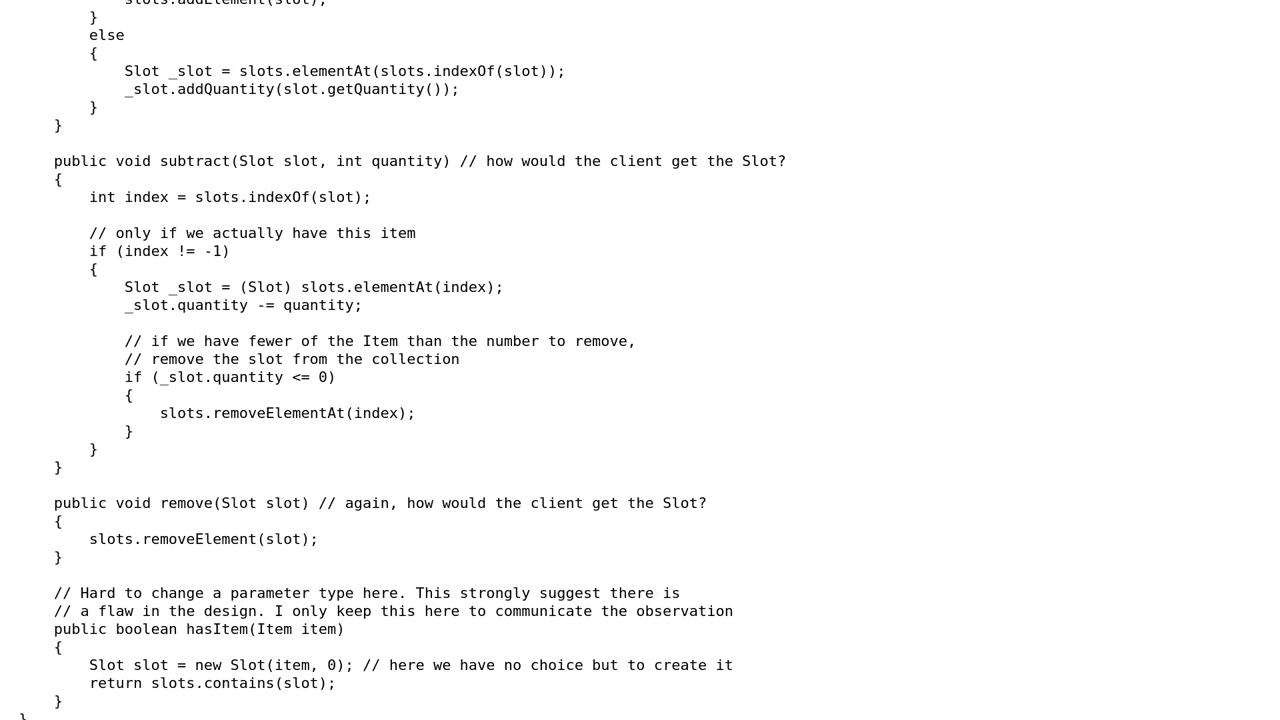 slots.addElement(slot);
}
else
{
Slot _slot = slots.elementAt(slots.indexOf(slot));
_slot.addQuantity(slot.getQuantity());
}
}
public void subtract(Slot slot, int quantity) // how would the client get the Slot?
{
int index = slots.indexOf(slot);
// only if we actually have this item
if (index != -1)
{
Slot _slot = (Slot) slots.elementAt(index);
_slot.quantity -= quantity;
// if we have fewer of the Item than the number to remove,
// remove the slot from the collection
if (_slot.quantity <= 0)
{
slots.removeElementAt(index);
}
}
}
public void remove(Slot slot) // again, how would the client get the Slot?
{
slots.removeElement(slot);
}
// Hard to change a parameter type here. This strongly suggest there is
// a flaw in the design. I only keep this here to communicate the observation
public boolean hasItem(Item item)
{
Slot slot = new Slot(item, 0); // here we have no choice but to create it
return slots.contains(slot);
}
}